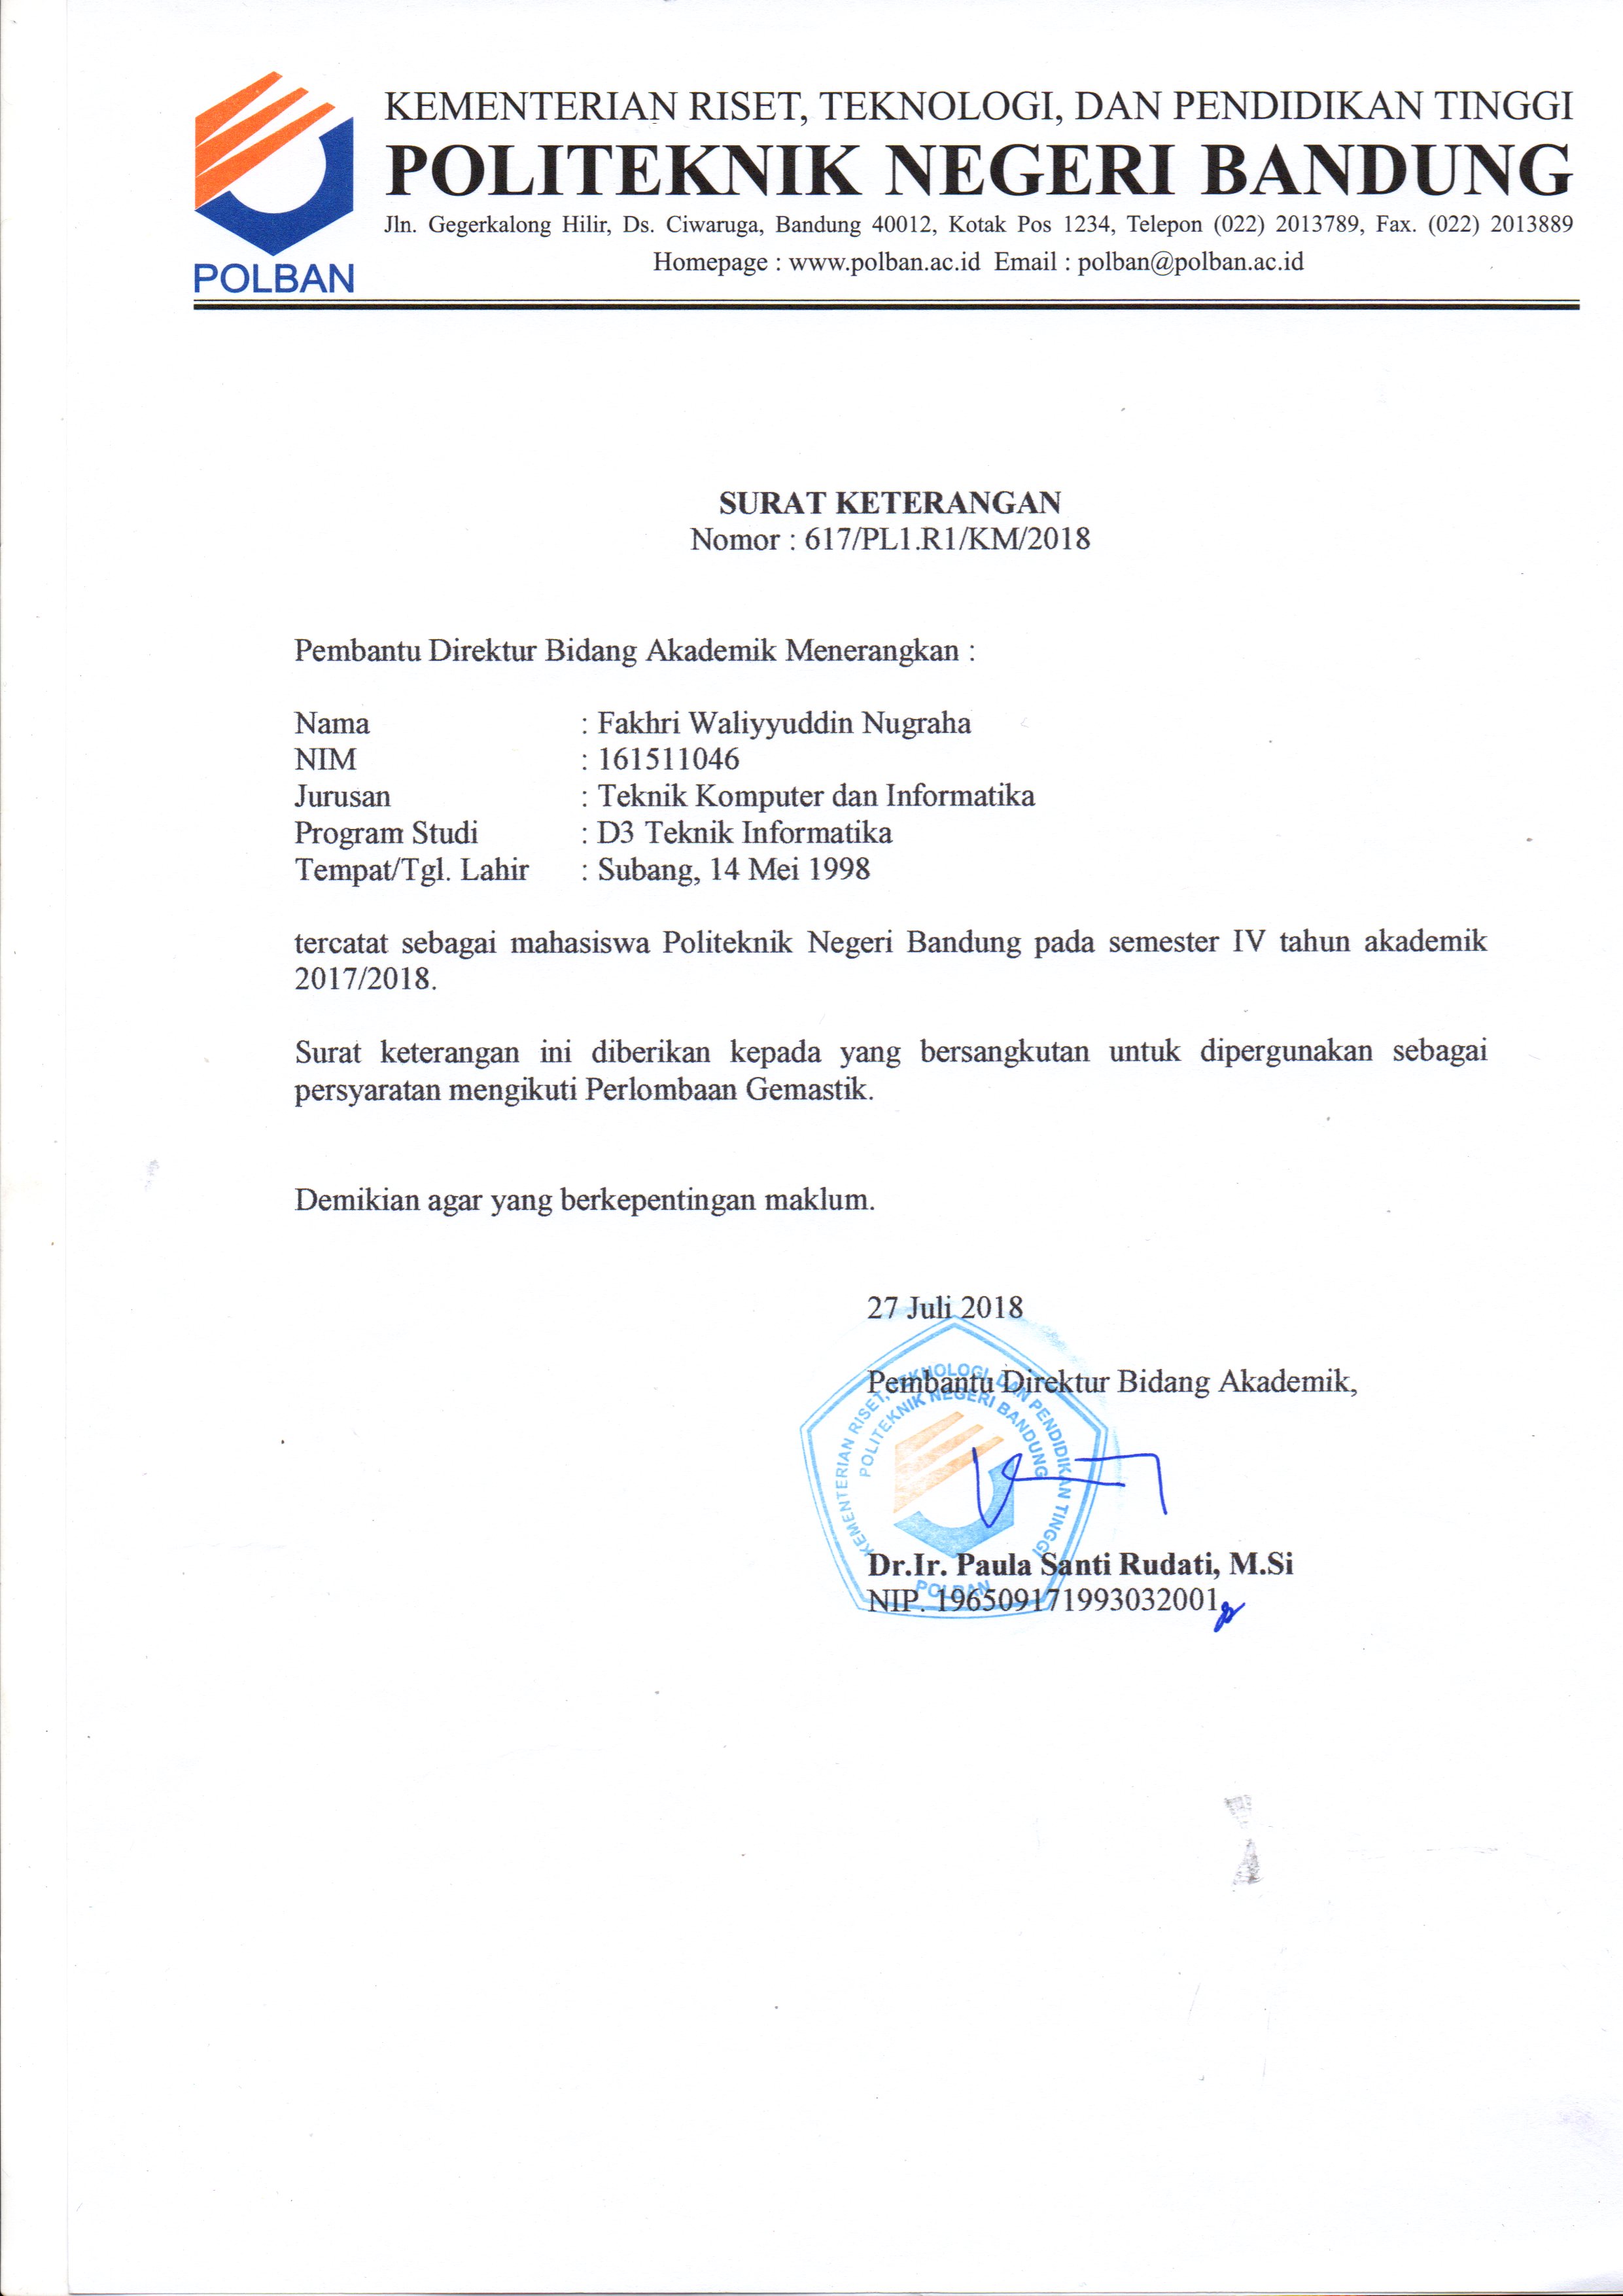 KEMENTERIAN RISET, TEKNOLOGI, DAN PENDIDIKAN TINGGI
POLITEKNIK NEGERI BANDUNG
Jln. Gegerkalong Hilir, Ds. Ciwaruga, Bandung 40012, Kotak Pos 1234, Telepon (022) 2013789, Fax. (022) 2013889
Homepage : www.polban.ac.id Email : polban@polban.ac.id
POLBAN
SURAT KETERANGAN
Nomor : 617/PL1.R1/KM/2018
Pembantu Direktur Bidang Akademik Menerangkan :
Nama : Fakhri Waliyyuddin Nugraha
NIM : 161511046
Jurusan : Teknik Komputer dan Informatika
Program Studi : D3 Teknik Informatika
Tempat/Tgl. Lahir : Subang, 14 Mei 1998
tercatat sebagai mahasiswa Politeknik Negeri Bandung pada semester IV tahun akademik
2017/2018.
Surat keterangan ini diberikan kepada yang bersangkutan untuk dipergunakan sebagai
persyaratan mengikuti Perlombaan Gemastik.
Demikian agar yang berkepentingan maklum.
27 Juli 2018
Pembantu Direktur Bidang Akademik,
KEMENTERIAN RISET, TEKNOLOGI, DAN PENDIDIKAN TINGGI
POLITEKNIK NEGERI BANDUNG
POLBAN
Dr.Ir. Paula Santi Rudati, M.Si
NIP. 196509171993032001